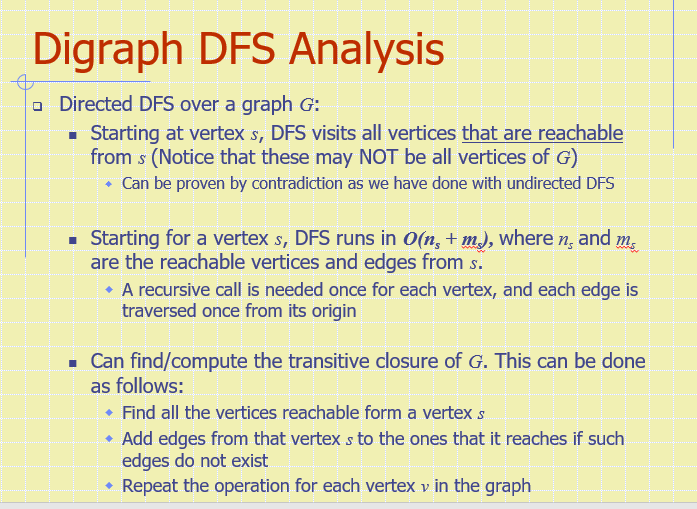 Digraph DFS Analysis
Directed DFS over a graph G:
Starting at vertex s, DFS visits all vertices that are reachable
from s (Notice that these may NOT be all vertices of G)
Can be proven by contradiction as we have done with undirected DFS
Starting for a vertex s, DFS runs in O(nₛ + mₛ), where nₛ and mₛ
are the reachable vertices and edges from s.
A recursive call is needed once for each vertex, and each edge is
traversed once from its origin
Can find/compute the transitive closure of G. This can be done
as follows:
Find all the vertices reachable form a vertex s
Add edges from that vertex s to the ones that it reaches if such
edges do not exist
Repeat the operation for each vertex v in the graph